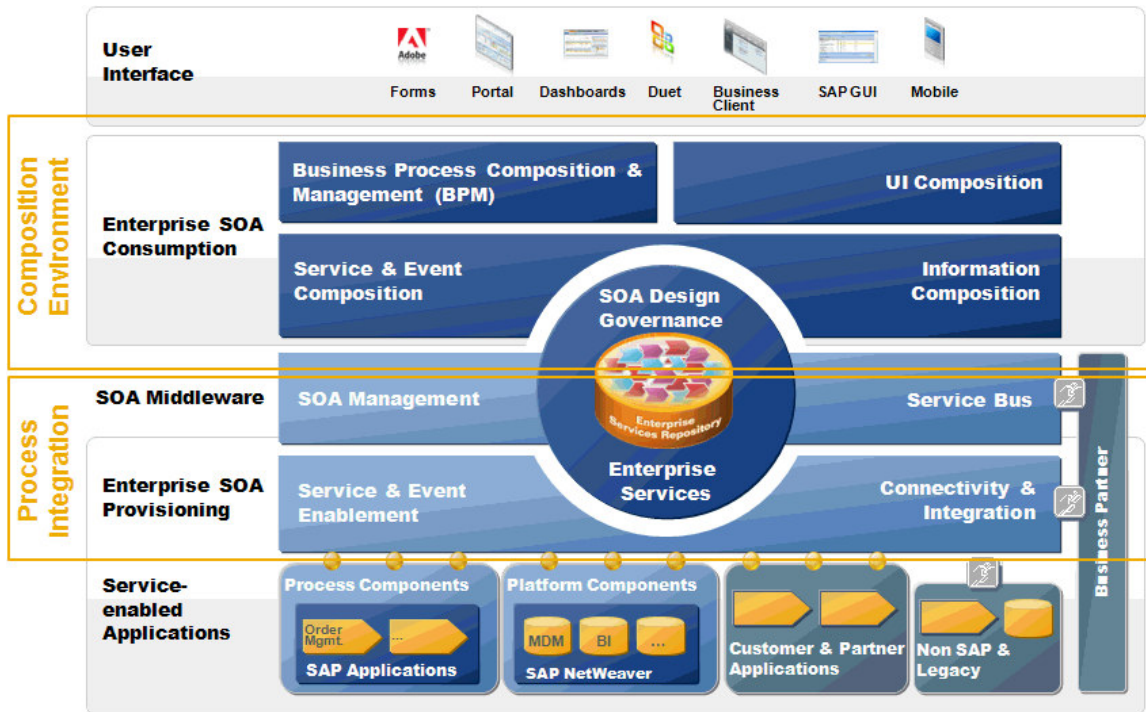 User
Interface
Adobe
Forms
Portal
Dashboards
Duet
Business
Client
SAP GUI
Mobile
Composition
Environment
Enterprise SOA
Consumption
Business Process Composition &
Management (BPM)
UI Composition
Service & Event
Composition
Information
Composition
SOA Design
Governance
Enterprise
Services Repository
Enterprise
Services
Process
Integration
SOA Middleware
SOA Management
Service Bus
Enterprise SOA
Provisioning
Service & Event
Enablement
Connectivity &
Integration
Business Partner
Service-
enabled
Applications
Process Components
Order
Mgmt.
...
SAP Applications
Platform Components
MDM
BI
...
SAP NetWeaver
Customer & Partner
Applications
Non SAP &
Legacy